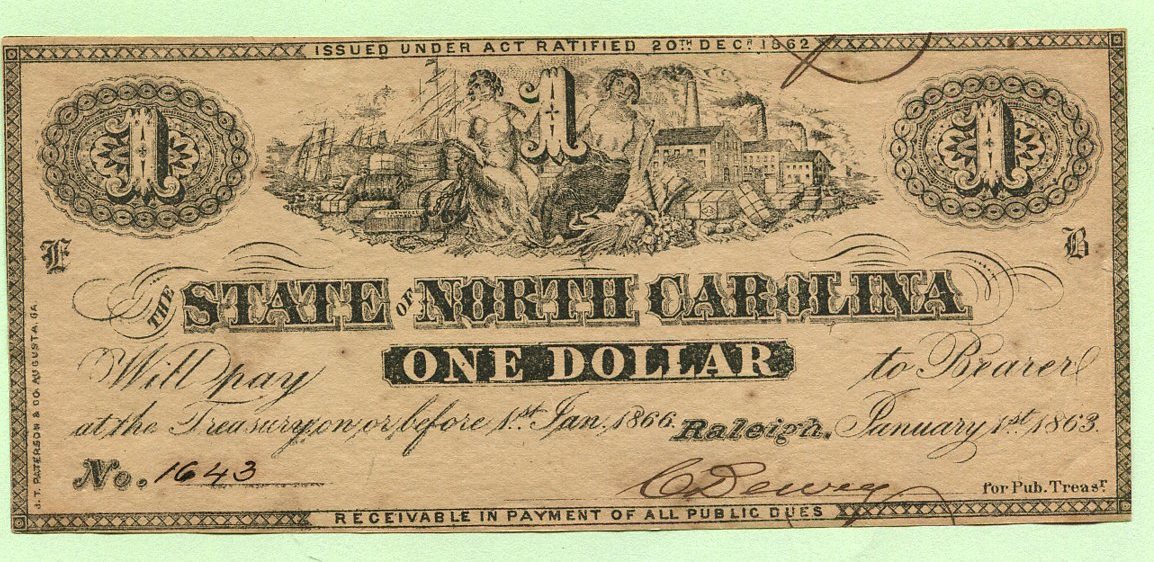 ISSUED UNDER ACT RATIFIED 20TH DECR 1862
1 1 1
E B
THE STATE OF NORTH CAROLINA
Will pay ONE DOLLAR to Bearer
at the Treasury on or before 1st Jan. 1866. Raleigh, January 1st 1863.
No. 1643 C Dewey for Pub. Treasr.
RECEIVABLE IN PAYMENT OF ALL PUBLIC DUES
J. T. PATERSON & CO. AUGUSTA, GA.